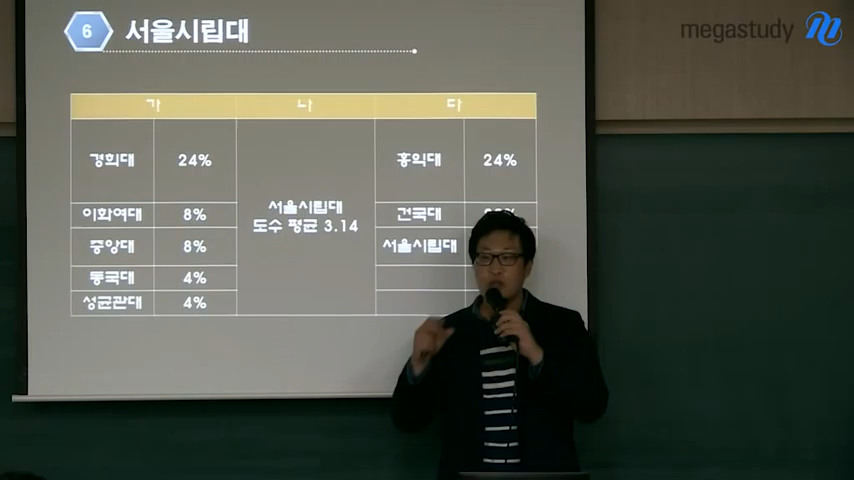 megastudy
6 서울시립대
가 나 다
경희대 24% 홍익대 24%
이화여대 8% 서울시립대 건국대
도수 평균 3.14
중앙대 8% 서울시립대
동국대 4%
성균관대 4%